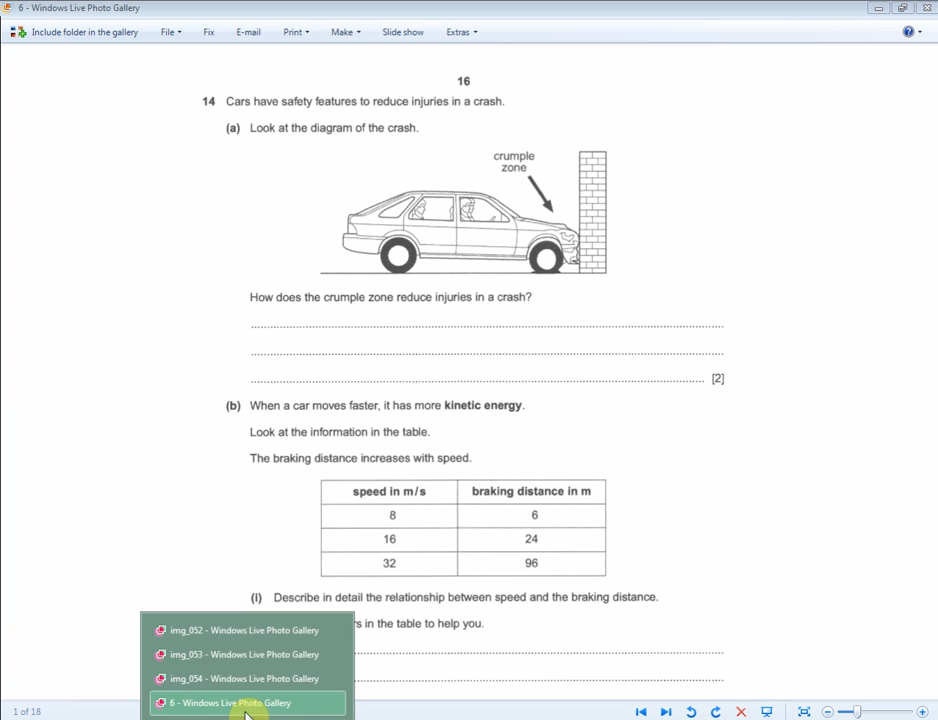 6 - Windows Live Photo Gallery
Include folder in the gallery File Fix E-mail Print Make Slide show Extras
16
14 Cars have safety features to reduce injuries in a crash.
(a) Look at the diagram of the crash.
crumple
zone
How does the crumple zone reduce injuries in a crash?
[2]
(b) When a car moves faster, it has more kinetic energy.
Look at the information in the table.
The braking distance increases with speed.
speed in m/s braking distance in m
8 6
16 24
32 96
(i) Describe in detail the relationship between speed and the braking distance.
rs in the table to help you.
img_052 - Windows Live Photo Gallery
img_053 - Windows Live Photo Gallery
img_054 - Windows Live Photo Gallery
6 - Windows Live Photo Gallery
1 of 18